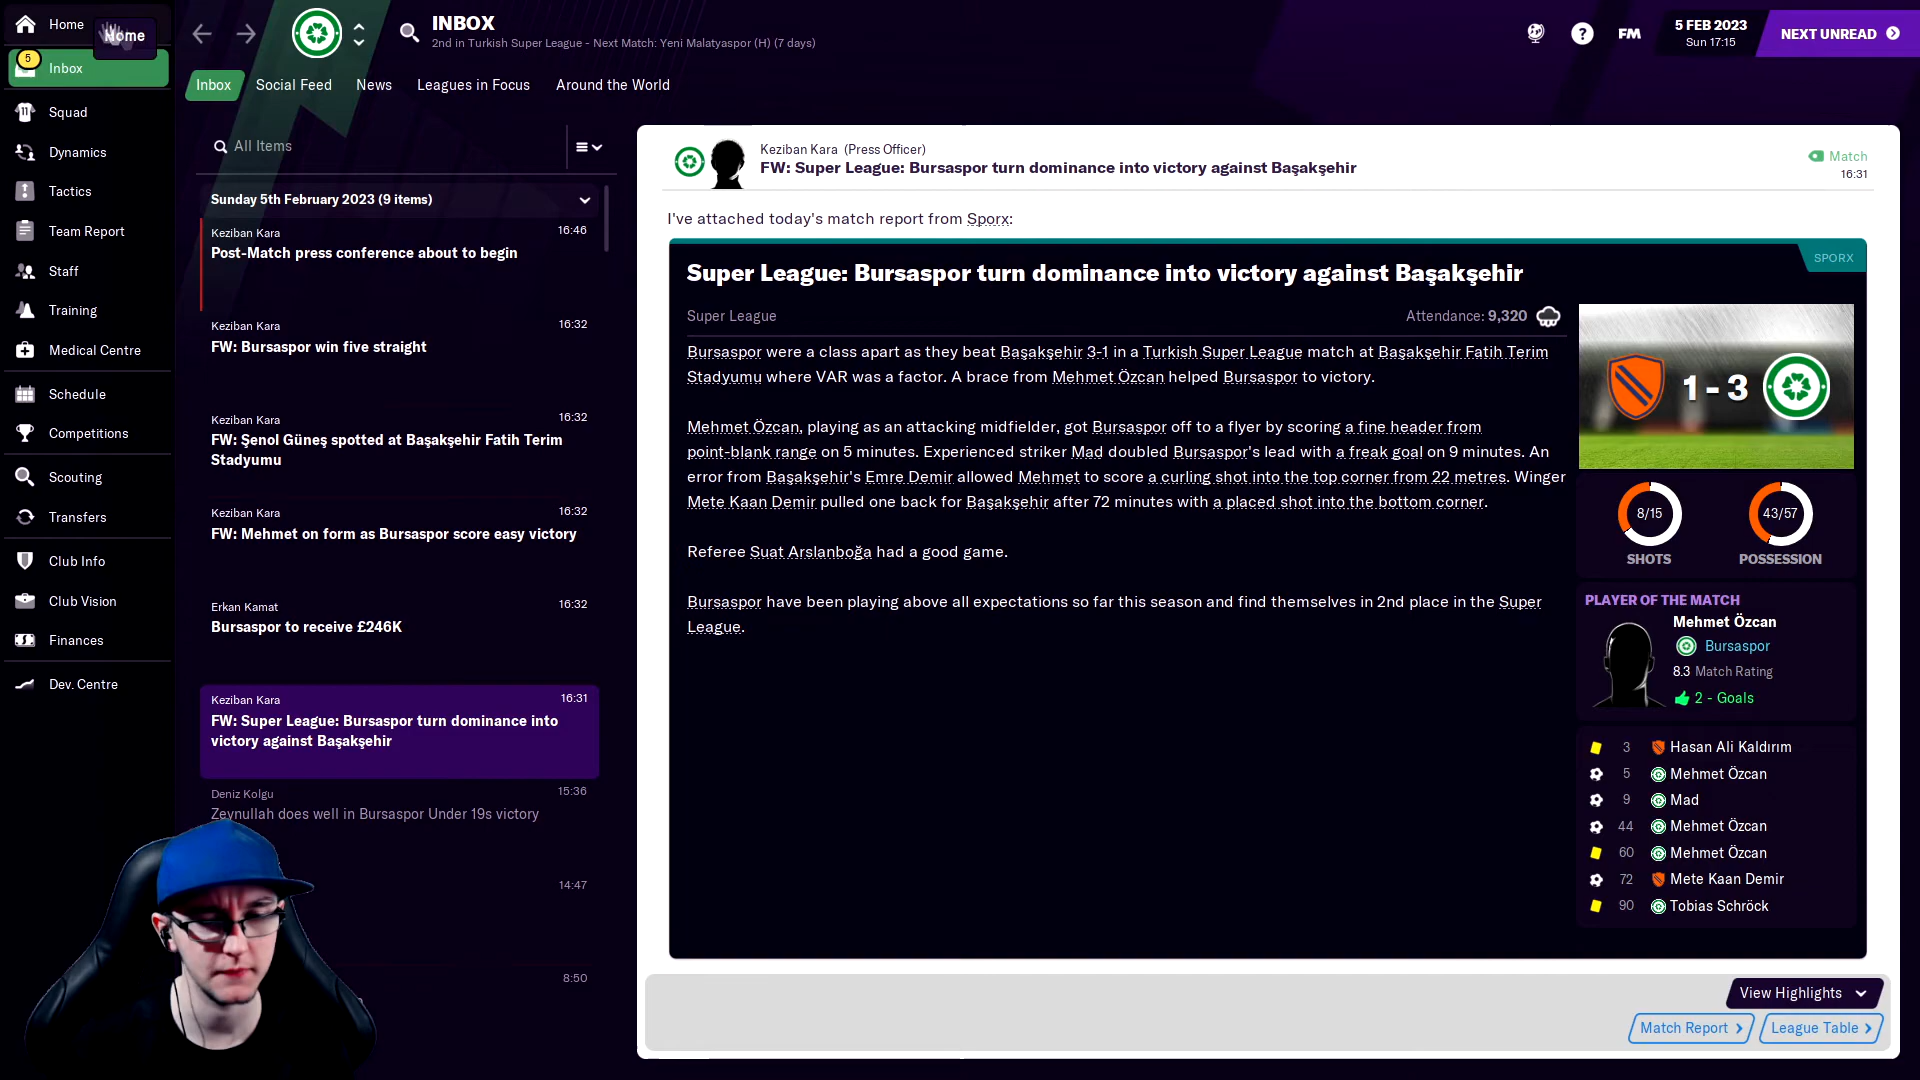 Home
Home
5
Inbox
Squad
Dynamics
Tactics
Team Report
Staff
Training
Medical Centre
Schedule
Competitions
Scouting
Transfers
Club Info
Club Vision
Finances
Dev. Centre
INBOX
2nd in Turkish Super League - Next Match: Yeni Malatyaspor (H) (7 days)
?
FM
5 FEB 2023
Sun 17:15
NEXT UNREAD
Inbox
Social Feed
News
Leagues in Focus
Around the World
All Items
Sunday 5th February 2023 (9 items)
Keziban Kara
16:46
Post-Match press conference about to begin
Keziban Kara
16:32
FW: Bursaspor win five straight
Keziban Kara
16:32
FW: Şenol Güneş spotted at Başakşehir Fatih Terim
Stadyumu
Keziban Kara
16:32
FW: Mehmet on form as Bursaspor score easy victory
Erkan Kamat
16:32
Bursaspor to receive £246K
Keziban Kara
16:31
FW: Super League: Bursaspor turn dominance into
victory against Başakşehir
Deniz Kolgu
15:36
Zeynullah does well in Bursaspor Under 19s victory
14:47
8:50
Keziban Kara (Press Officer)
FW: Super League: Bursaspor turn dominance into victory against Başakşehir
Match
16:31
I've attached today's match report from Sporx:
SPORX
Super League: Bursaspor turn dominance into victory against Başakşehir
Super League
Attendance: 9,320
Bursaspor were a class apart as they beat Başakşehir 3-1 in a Turkish Super League match at Başakşehir Fatih Terim
Stadyumu where VAR was a factor. A brace from Mehmet Özcan helped Bursaspor to victory.
Mehmet Özcan, playing as an attacking midfielder, got Bursaspor off to a flyer by scoring a fine header from
point-blank range on 5 minutes. Experienced striker Mad doubled Bursaspor's lead with a freak goal on 9 minutes. An
error from Başakşehir's Emre Demir allowed Mehmet to score a curling shot into the top corner from 22 metres. Winger
Mete Kaan Demir pulled one back for Başakşehir after 72 minutes with a placed shot into the bottom corner.
Referee Suat Arslanboğa had a good game.
Bursaspor have been playing above all expectations so far this season and find themselves in 2nd place in the Super
League.
1 - 3
8/15
43/57
SHOTS
POSSESSION
PLAYER OF THE MATCH
Mehmet Özcan
Bursaspor
8.3 Match Rating
2 - Goals
3 Hasan Ali Kaldırım
5 Mehmet Özcan
9 Mad
44 Mehmet Özcan
60 Mehmet Özcan
72 Mete Kaan Demir
90 Tobias Schröck
View Highlights
Match Report
League Table